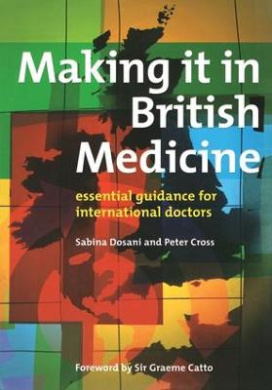 Making it in
British
Medicine
essential guidance for
international doctors
Sabina Dosani and Peter Cross
Foreword by Sir Graeme Catto